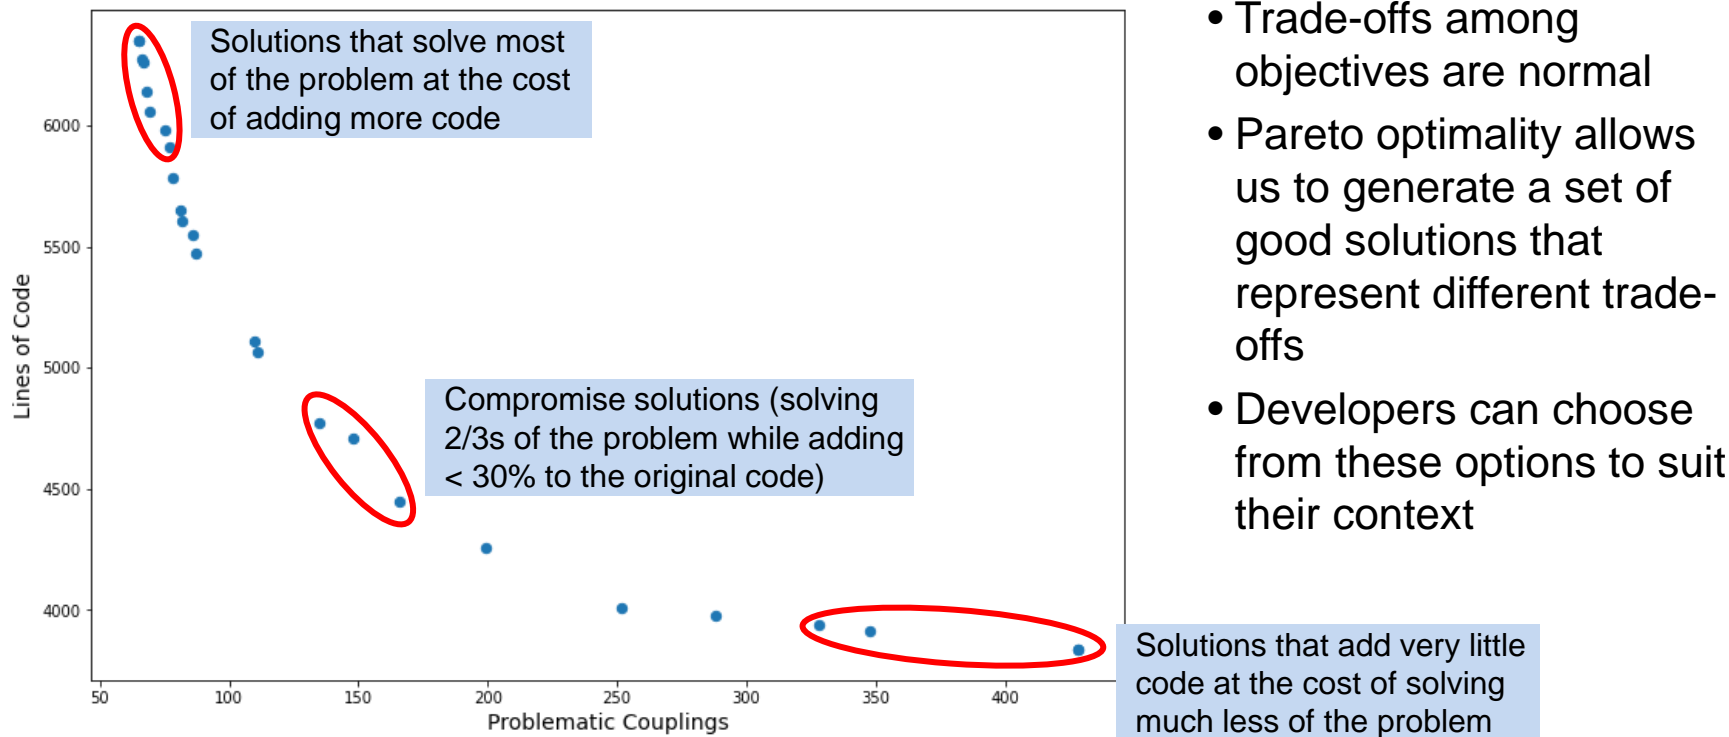 Solutions that solve most
of the problem at the cost
of adding more code
Compromise solutions (solving
2/3s of the problem while adding
< 30% to the original code)
Solutions that add very little
code at the cost of solving
much less of the problem
Lines of Code
6000
5500
5000
4500
4000
50 100 150 200 250 300 350 400
Problematic Couplings
• Trade-offs among
objectives are normal
• Pareto optimality allows
us to generate a set of
good solutions that
represent different trade-
offs
• Developers can choose
from these options to suit
their context